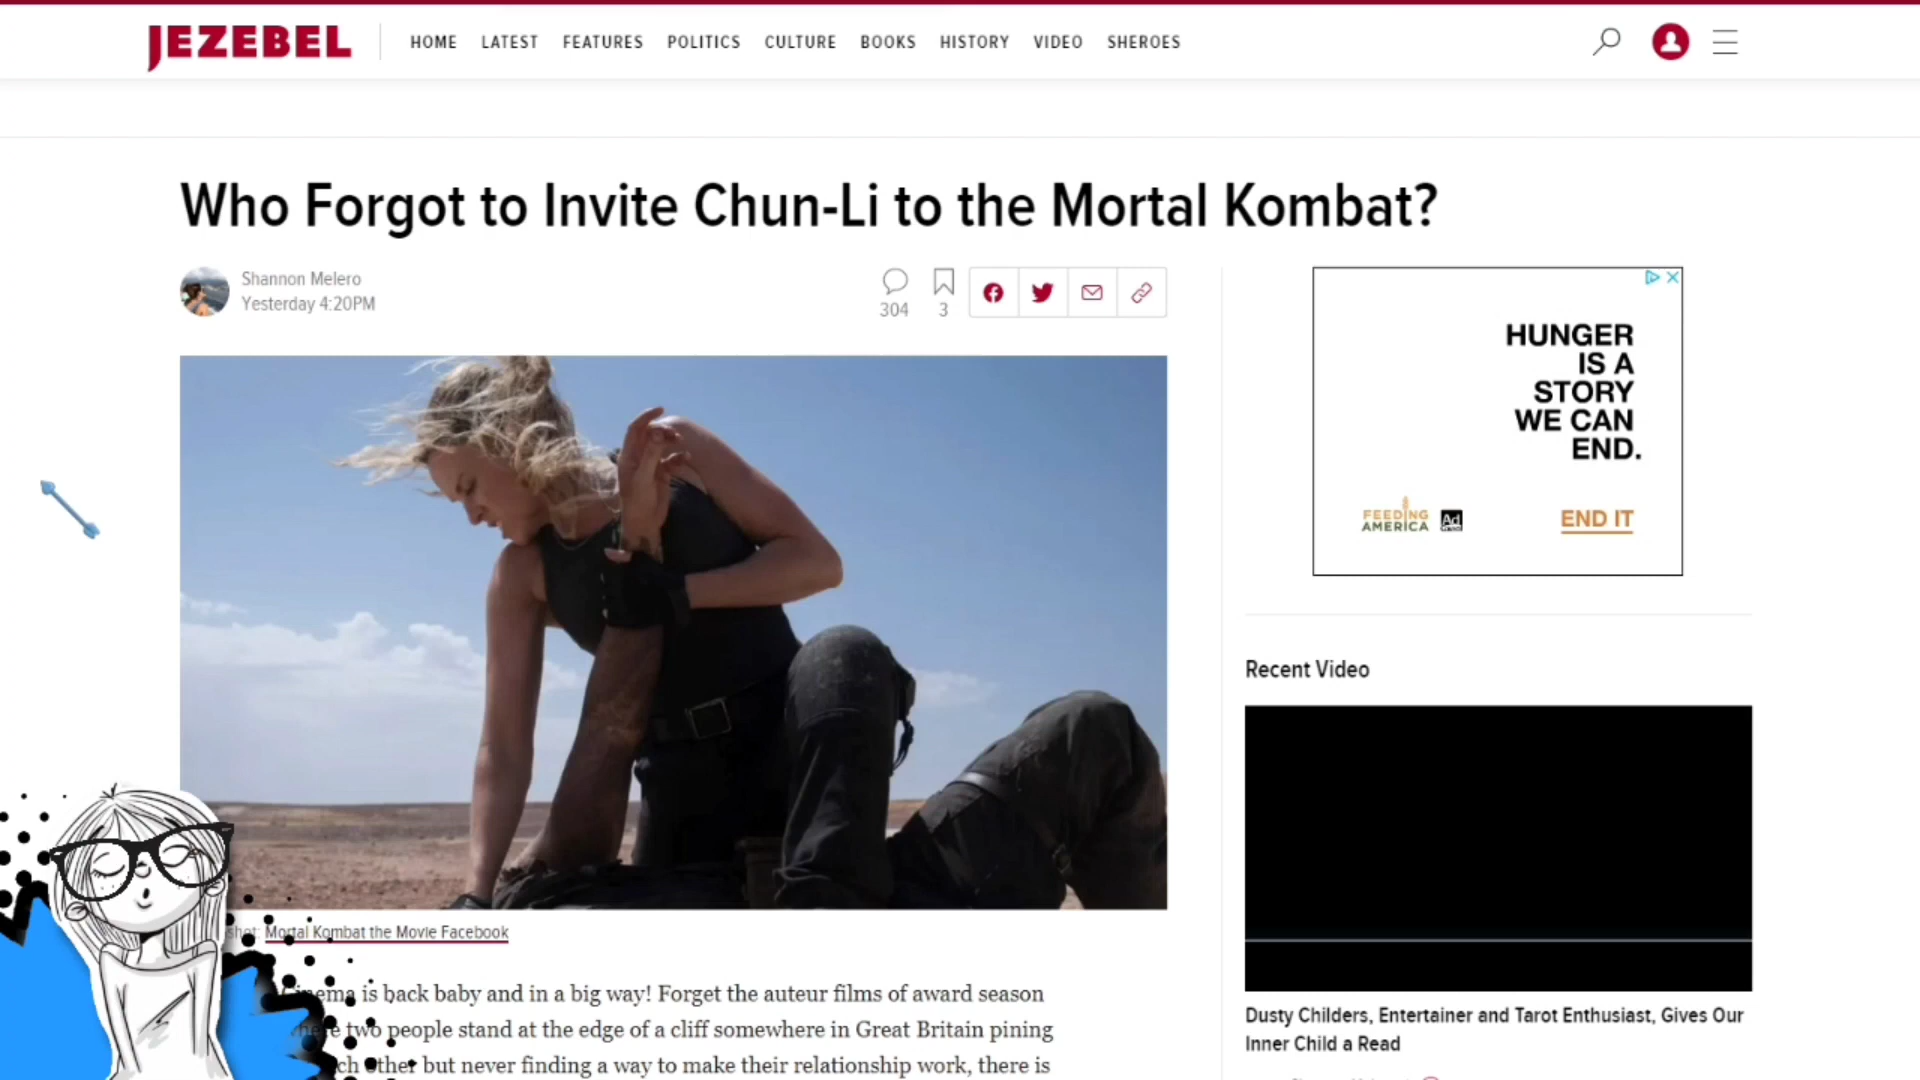 JEZEBEL
HOME LATEST FEATURES POLITICS CULTURE BOOKS HISTORY VIDEO SHEROES
Who Forgot to Invite Chun-Li to the Mortal Kombat?
Shannon Melero
Yesterday 4:20PM
304
3
HUNGER
IS A
STORY
WE CAN
END.
FEEDING
AMERICA
Ad
END IT
Recent Video
shot: Mortal Kombat the Movie Facebook
Cinema is back baby and in a big way! Forget the auteur films of award season
two people stand at the edge of a cliff somewhere in Great Britain pining
other but never finding a way to make their relationship work, there is
Dusty Childers, Entertainer and Tarot Enthusiast, Gives Our
Inner Child a Read